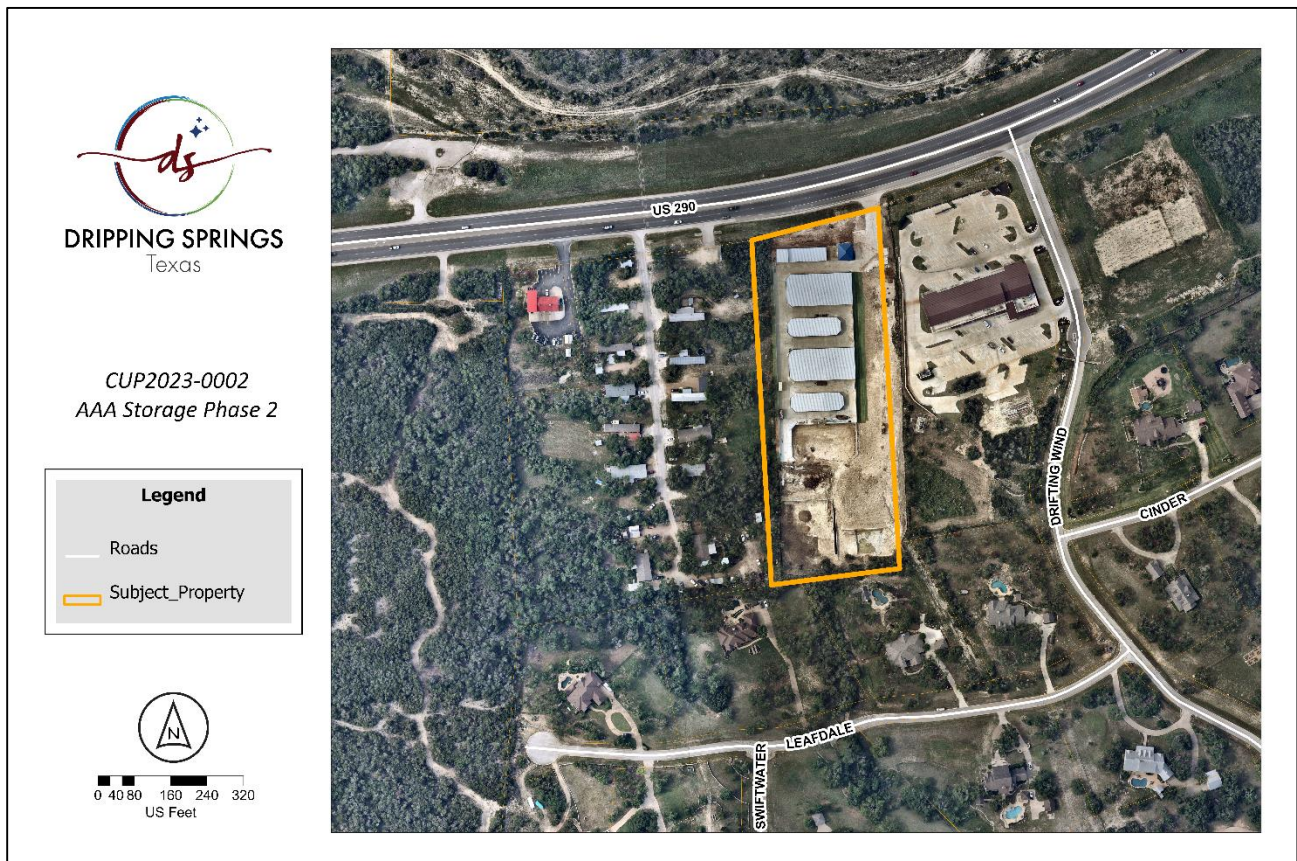 ds
DRIPPING SPRINGS
Texas
CUP2023-0002
AAA Storage Phase 2
Legend
Roads
Subject_Property
N
0 40 80 160 240 320
US Feet
US 290
DRIFTING WIND
CINDER
LEAFDALE
SWIFTWATER